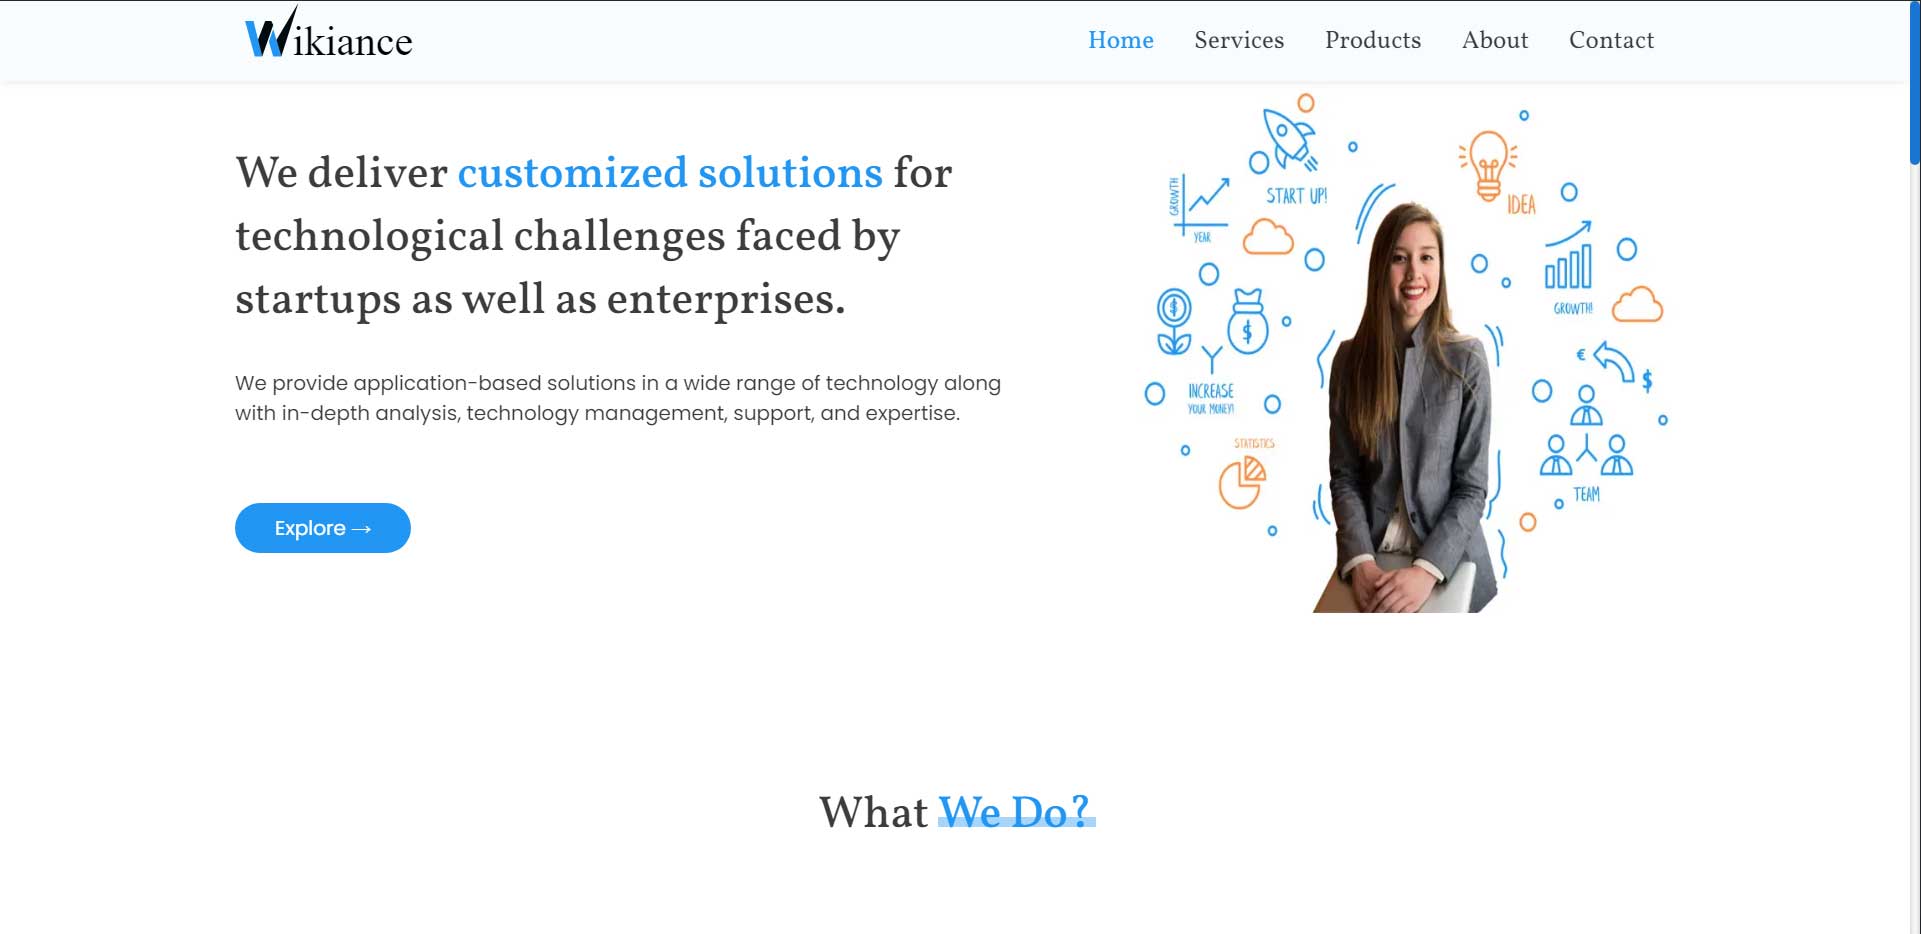 Wikiance
Home Services Products About Contact
We deliver customized solutions for
technological challenges faced by
startups as well as enterprises.
We provide application-based solutions in a wide range of technology along
with in-depth analysis, technology management, support, and expertise.
Explore →
START UP!
GROWTH
YEAR
IDEA
GROWTH!
$
$
INCREASE
YOUR MONEY!
€
$
STATISTICS
TEAM
What We Do?